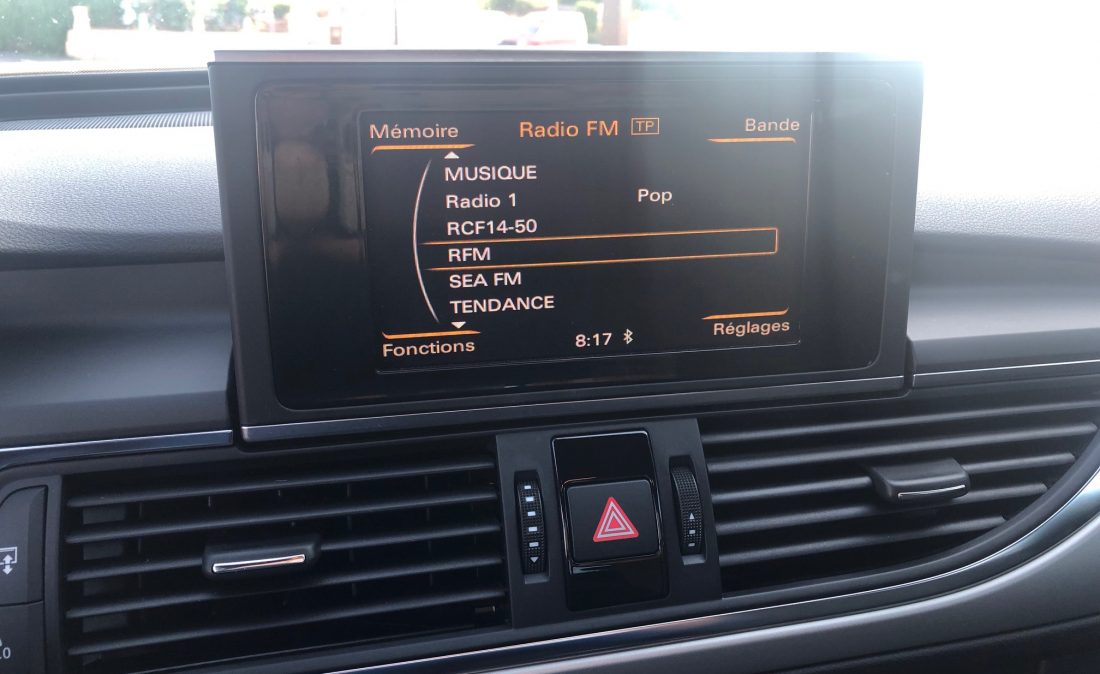 Mémoire Radio FM TP Bande
MUSIQUE
Radio 1 Pop
RCF14-50
RFM
SEA FM
TENDANCE
Fonctions 8:17 Réglages